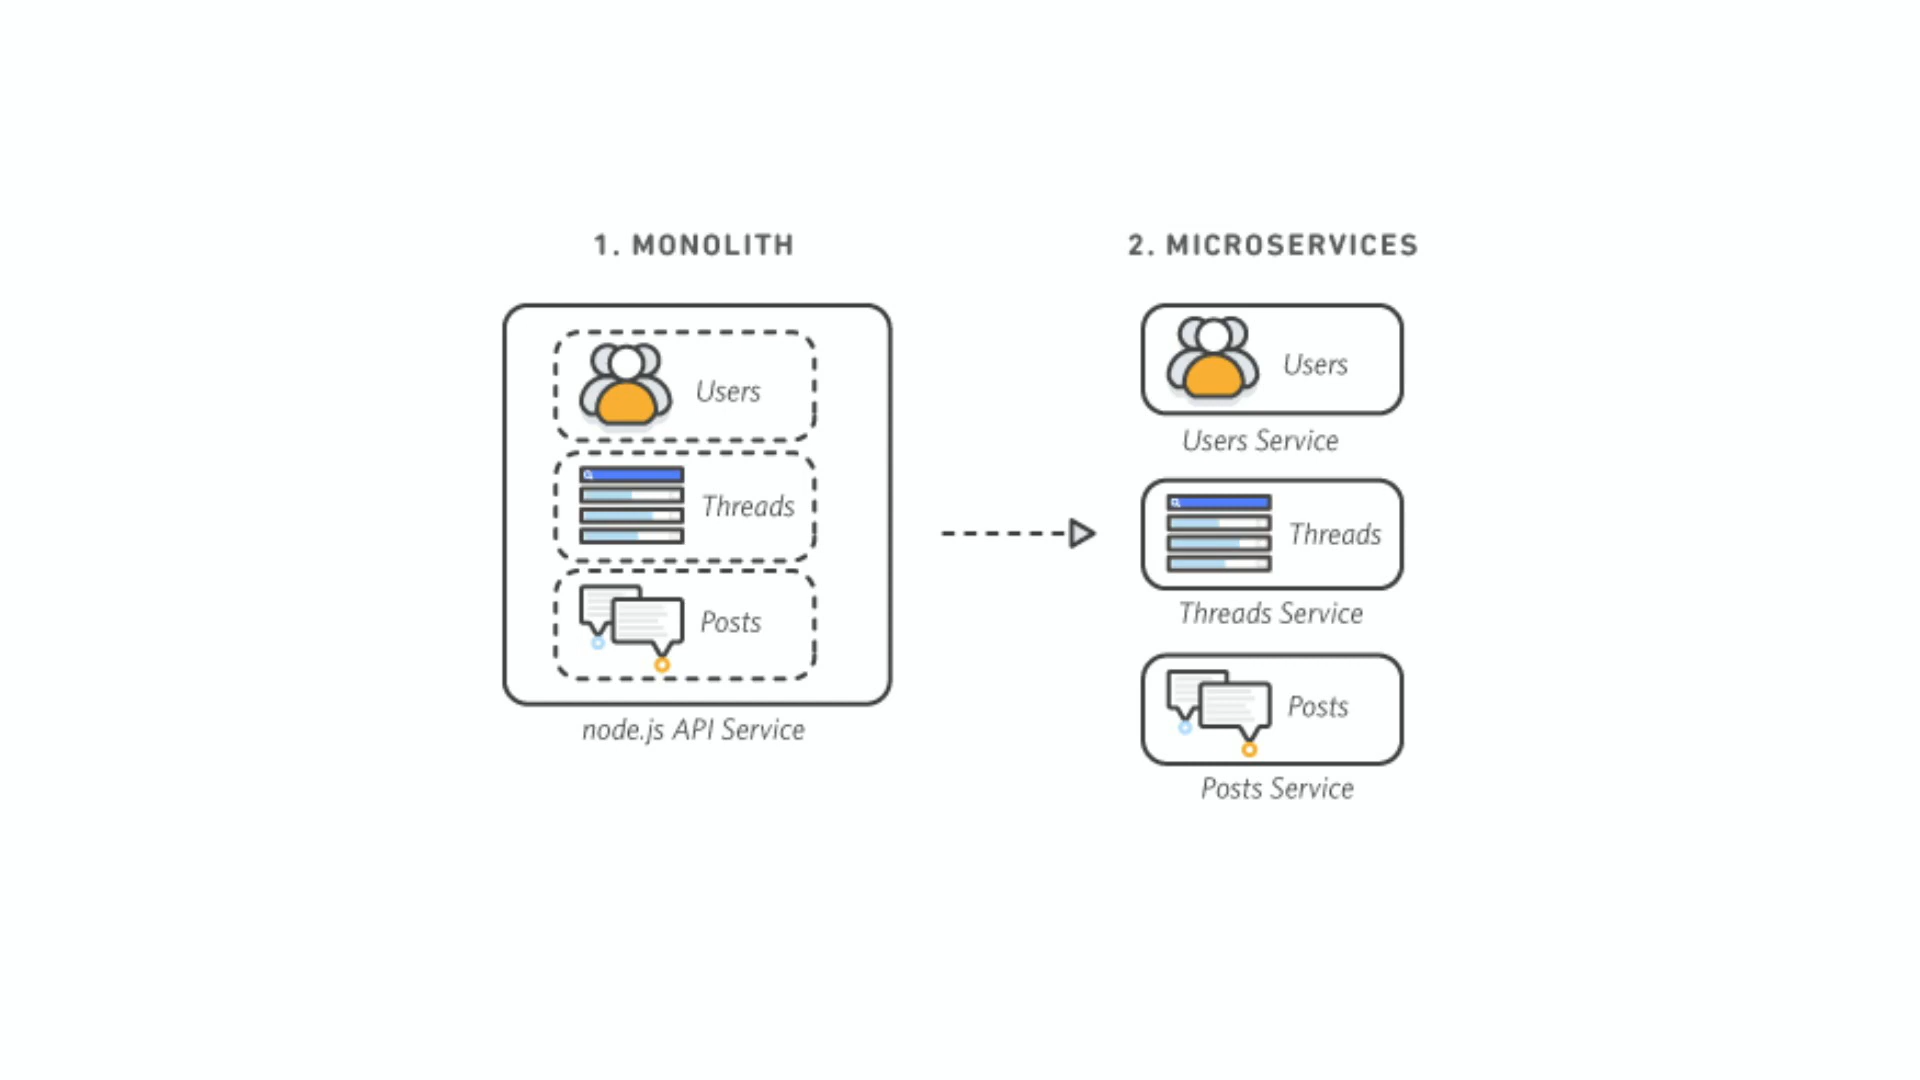 1. MONOLITH
Users
Threads
Posts
node.js API Service
2. MICROSERVICES
Users
Users Service
Threads
Threads Service
Posts
Posts Service